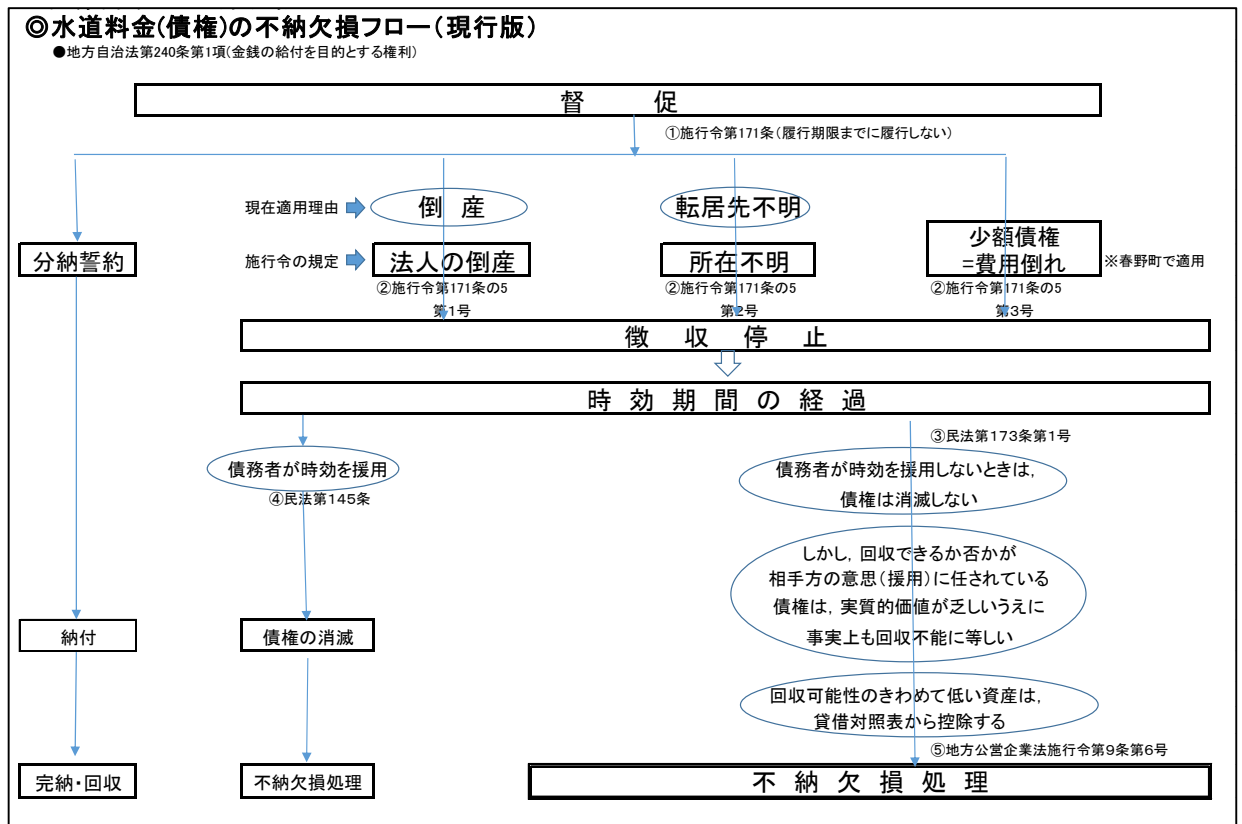 ◎水道料金(債権)の不納欠損フロー(現行版)
●地方自治法第240条第1項(金銭の給付を目的とする権利)
督　促
①施行令第171条(履行期限までに履行しない)
現在適用理由
倒 産
転居先不明
分納誓約
施行令の規定
法人の倒産
所在不明
少額債権
=費用倒れ
※春野町で適用
②施行令第171条の5
第1号
②施行令第171条の5
第2号
②施行令第171条の5
第3号
徴 収 停 止
時 効 期 間 の 経 過
③民法第173条第1号
債務者が時効を援用
④民法第145条
債務者が時効を援用しないときは,
債権は消滅しない
しかし, 回収できるか否かが
相手方の意思(援用)に任されている
債権は, 実質的価値が乏しいうえに
事実上も回収不能に等しい
納付
債権の消滅
回収可能性のきわめて低い資産は,
貸借対照表から控除する
⑤地方公営企業法施行令第9条第6号
完納・回収
不納欠損処理
不 納 欠 損 処 理